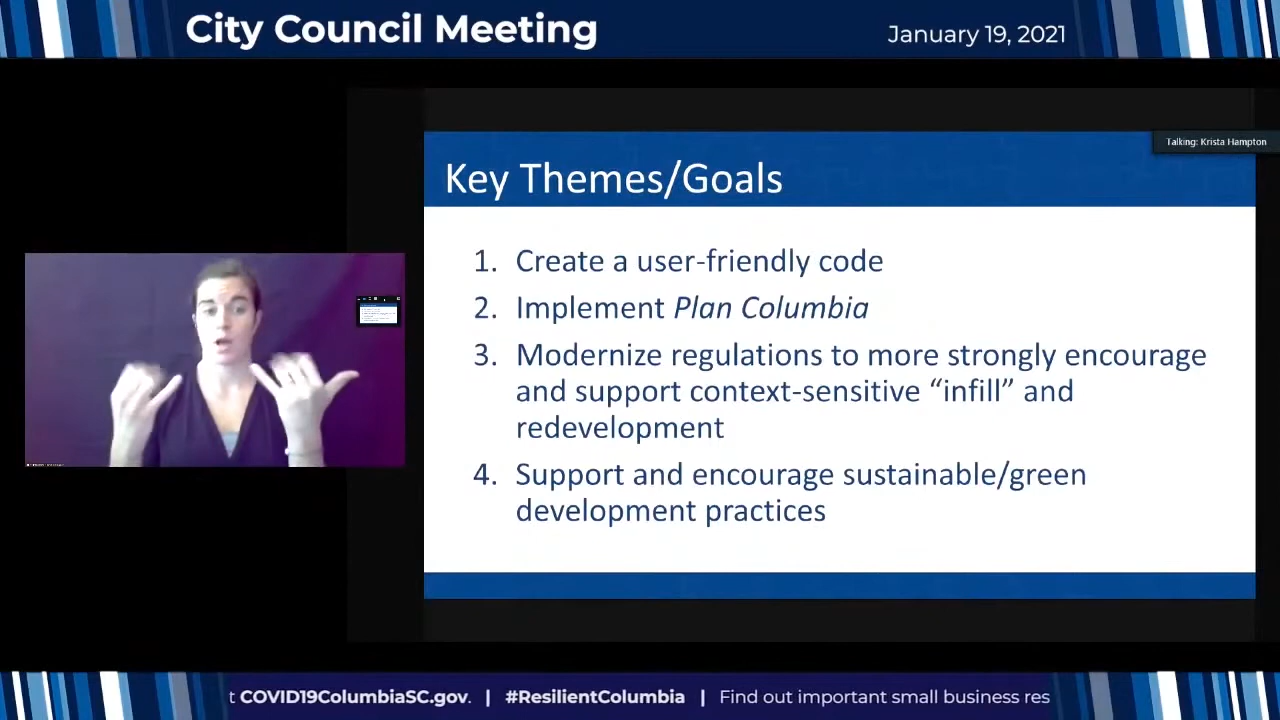 City Council Meeting
January 19, 2021
Talking: Krista Hampton
Key Themes/Goals
1. Create a user-friendly code
2. Implement Plan Columbia
3. Modernize regulations to more strongly encourage
and support context-sensitive “infill” and
redevelopment
4. Support and encourage sustainable/green
development practices
t COVID19ColumbiaSC.gov. | #ResilientColumbia | Find out important small business res